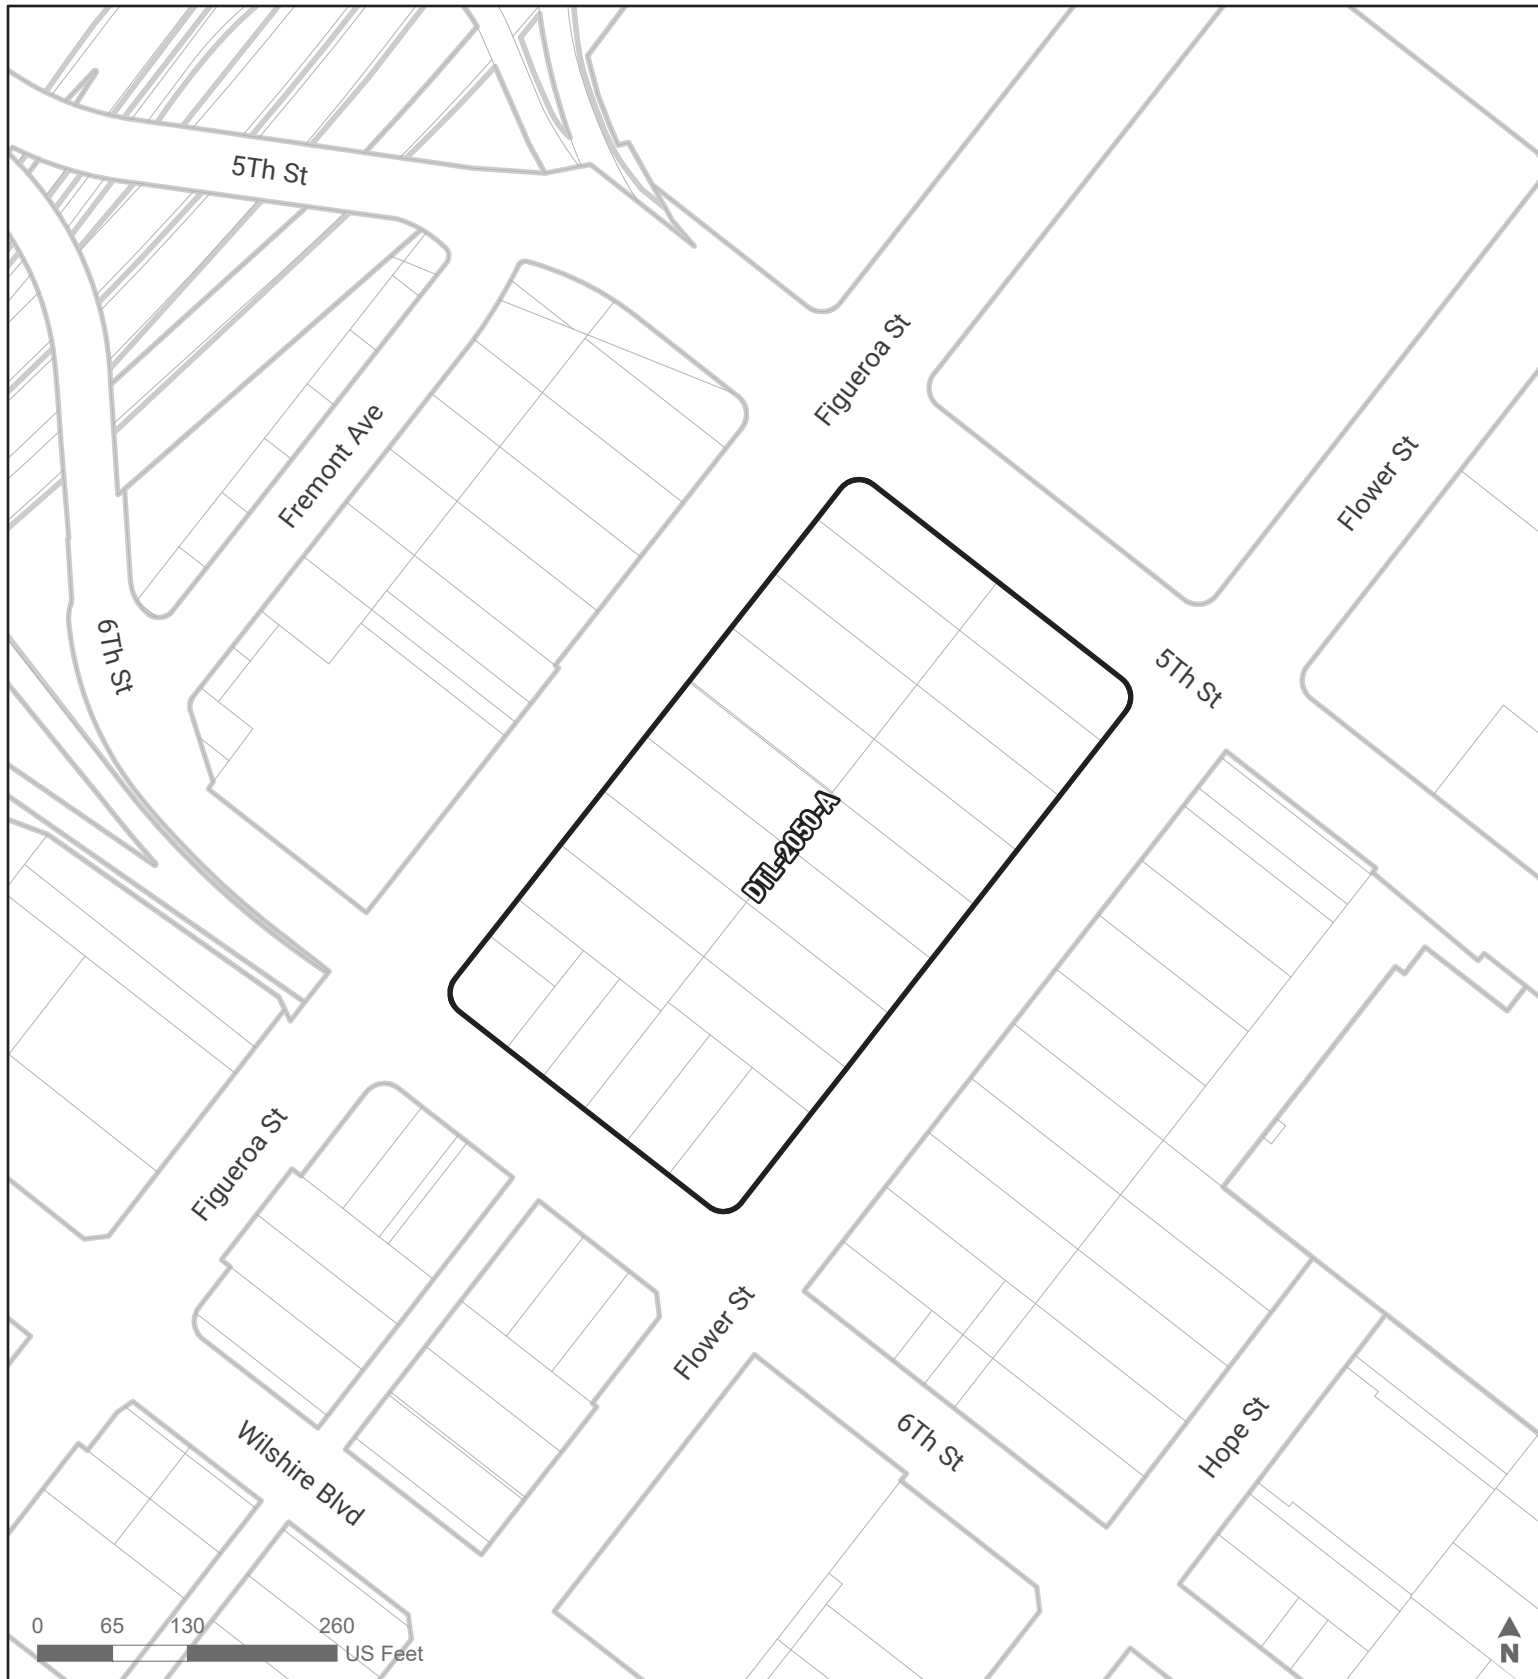 5Th St
Figueroa St
Fremont Ave
Flower St
6Th St
5Th St
DTL-2050-A
Figueroa St
Flower St
6Th St
Hope St
Wilshire Blvd
0 65 130 260
US Feet
N